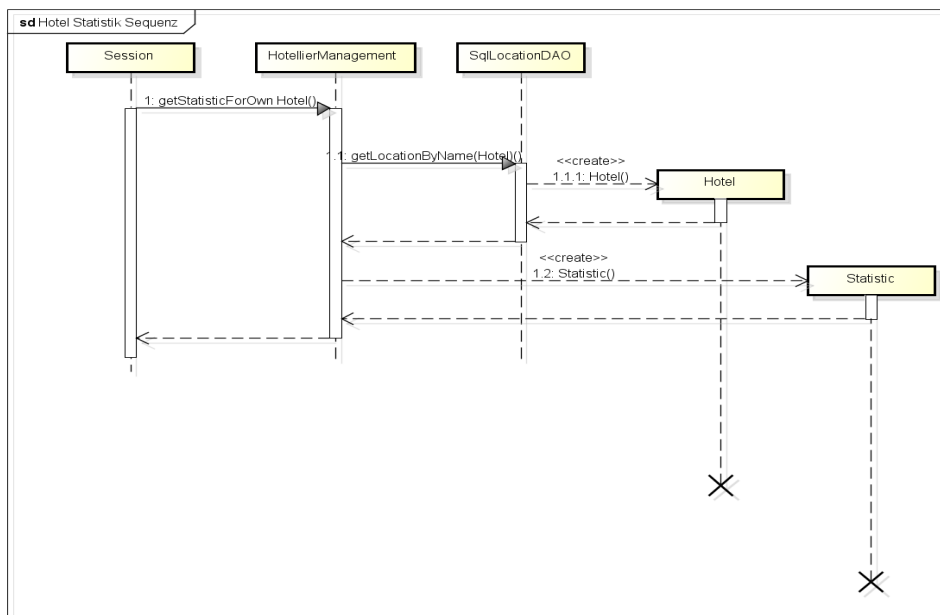 sd Hotel Statistik Sequenz
Session
HotellierManagement
SqlLocationDAO
1: getStatisticForOwn Hotel()
1.1: getLocationByName(Hotel)()
<<create>>
1.1.1: Hotel()
Hotel
<<create>>
1.2: Statistic()
Statistic